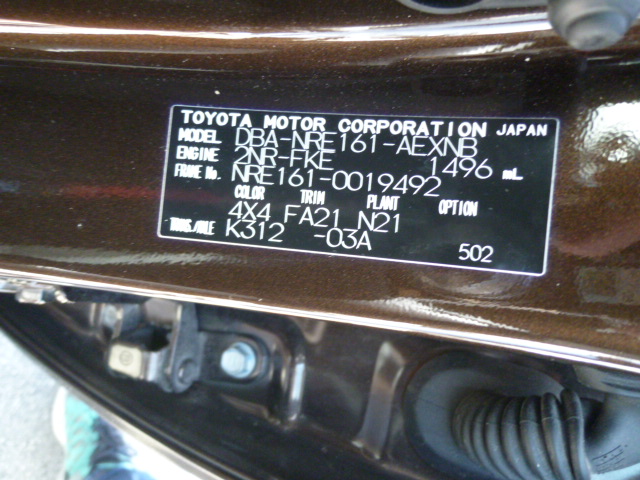 TOYOTA MOTOR CORPORATION JAPAN
MODEL DBA-NRE161-AEXNB
ENGINE 2NR-FKE 1496 mL
FRAME No. NRE161-0019492
COLOR TRIM PLANT OPTION
4X4 FA21 N21
TRANS/AXLE K312 -03A
502